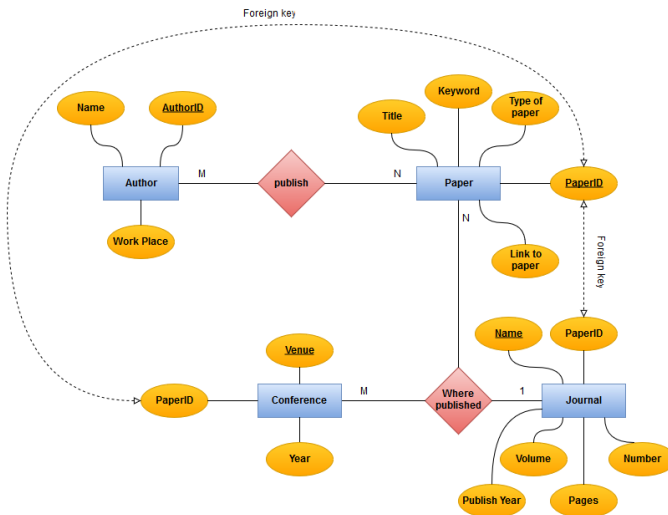 Foreign key
Name
AuthorID
Author
Work Place
M
publish
N
Title
Keyword
Type of
paper
Paper
PaperID
N
Link to
paper
Foreign key
Venue
Name
PaperID
PaperID
Conference
M
Where
published
1
Journal
Year
Volume
Number
Publish Year
Pages